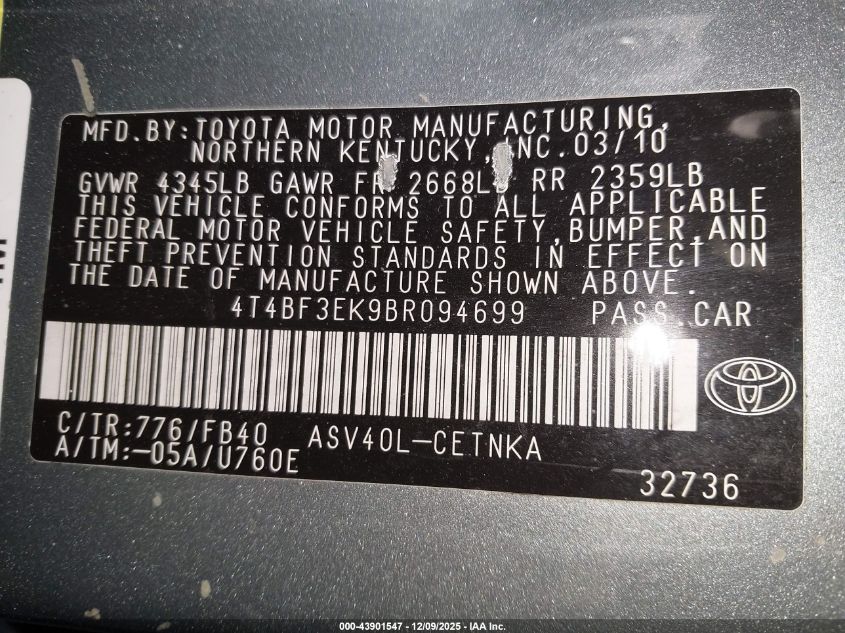 MFD.BY:TOYOTA MOTOR MANUFACTURING,
NORTHERN KENTUCKY, INC.03/10
GVWR 4345LB GAWR FR 2668LB RR 2359LB
THIS VEHICLE CONFORMS TO ALL APPLICABLE
FEDERAL MOTOR VEHICLE SAFETY,BUMPER,AND
THEFT PREVENTION STANDARDS IN EFFECT ON
THE DATE OF MANUFACTURE SHOWN ABOVE.
4T4BF3EK9BR094699 PASS.CAR
C/TR:776/FB40 ASV40L-CETNKA
A/TM:-05A/U760E
32736
000-43901547 - 12/09/2025 - IAA Inc.